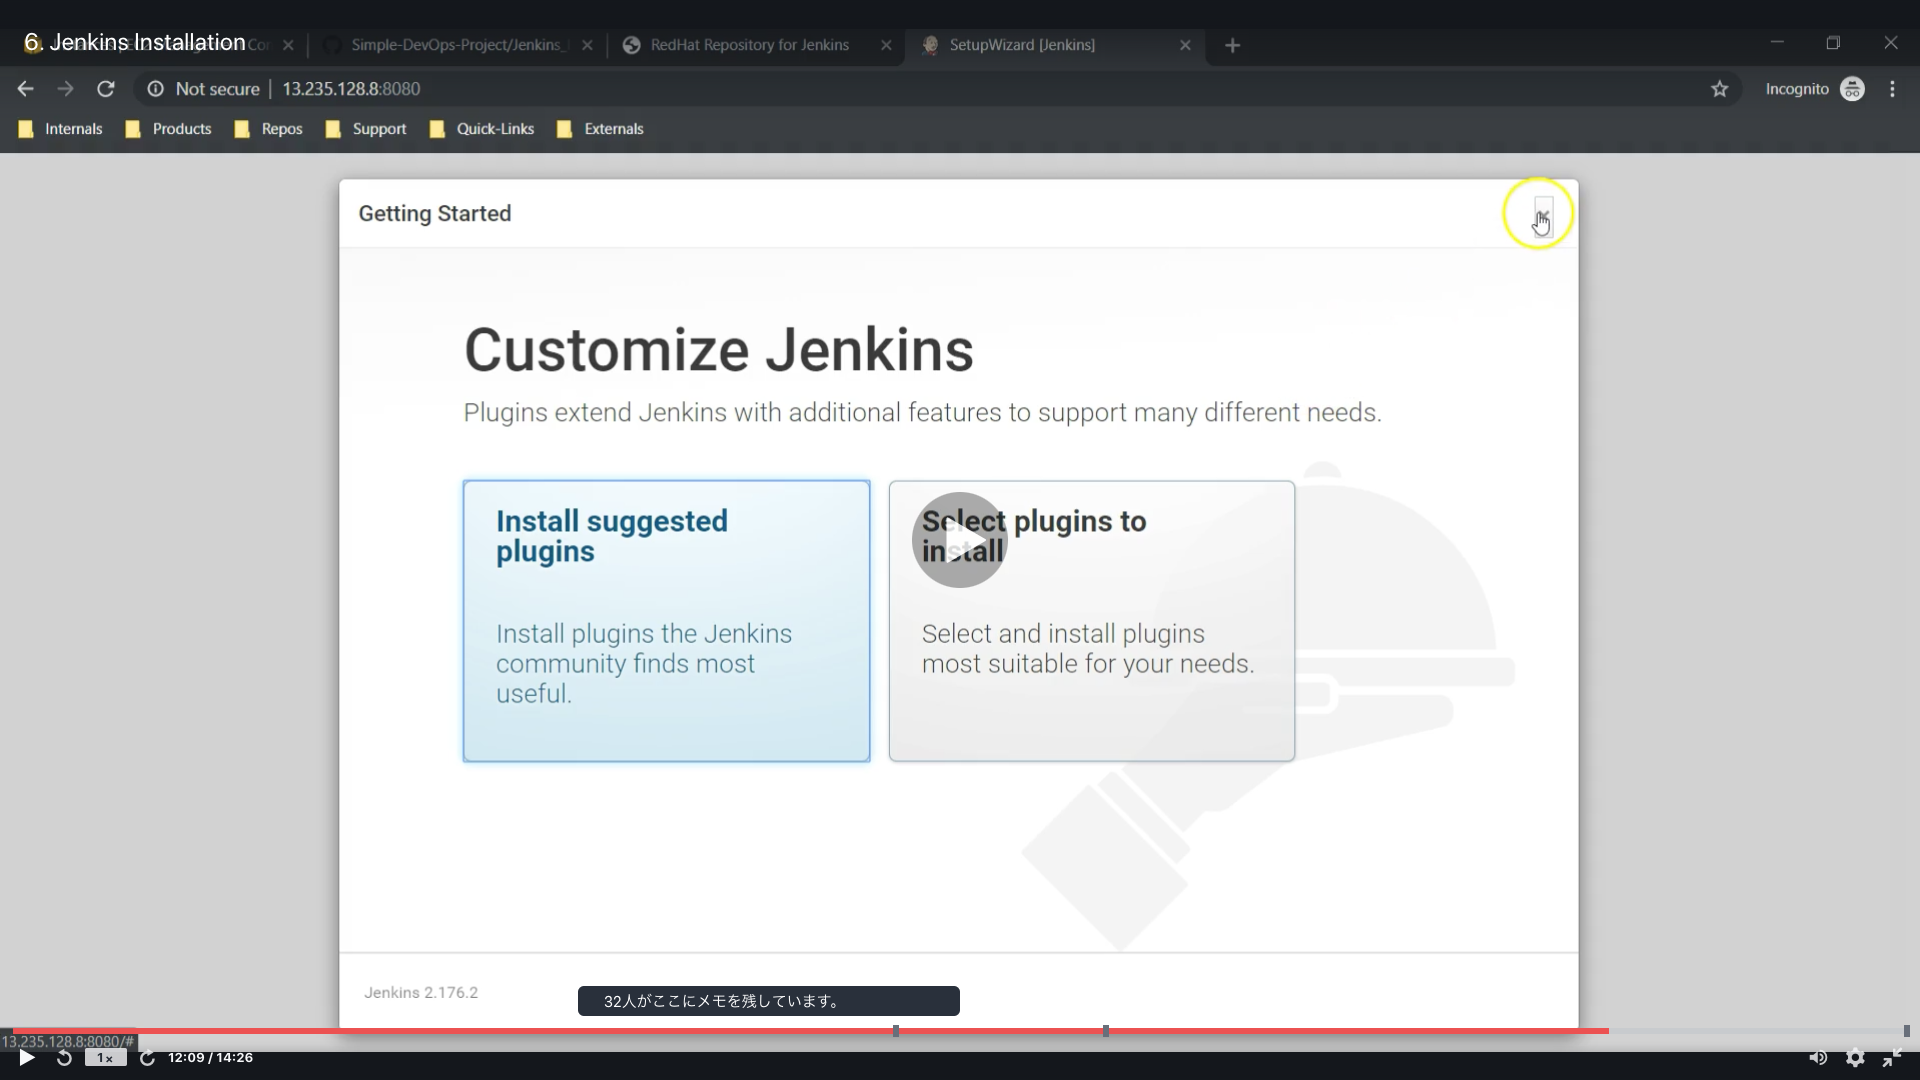 6. Jenkins Installation
Simple-DevOps-Project/Jenkins_
RedHat Repository for Jenkins
SetupWizard [Jenkins]
Not secure | 13.235.128.8:8080
Incognito
Internals
Products
Repos
Support
Quick-Links
Externals
Getting Started
Customize Jenkins
Plugins extend Jenkins with additional features to support many different needs.
Install suggested
plugins
Install plugins the Jenkins
community finds most
useful.
Select plugins to
install
Select and install plugins
most suitable for your needs.
Jenkins 2.176.2
32人がここにメモを残しています。
13.235.128.8:8080/#
1x
12:09 / 14:26